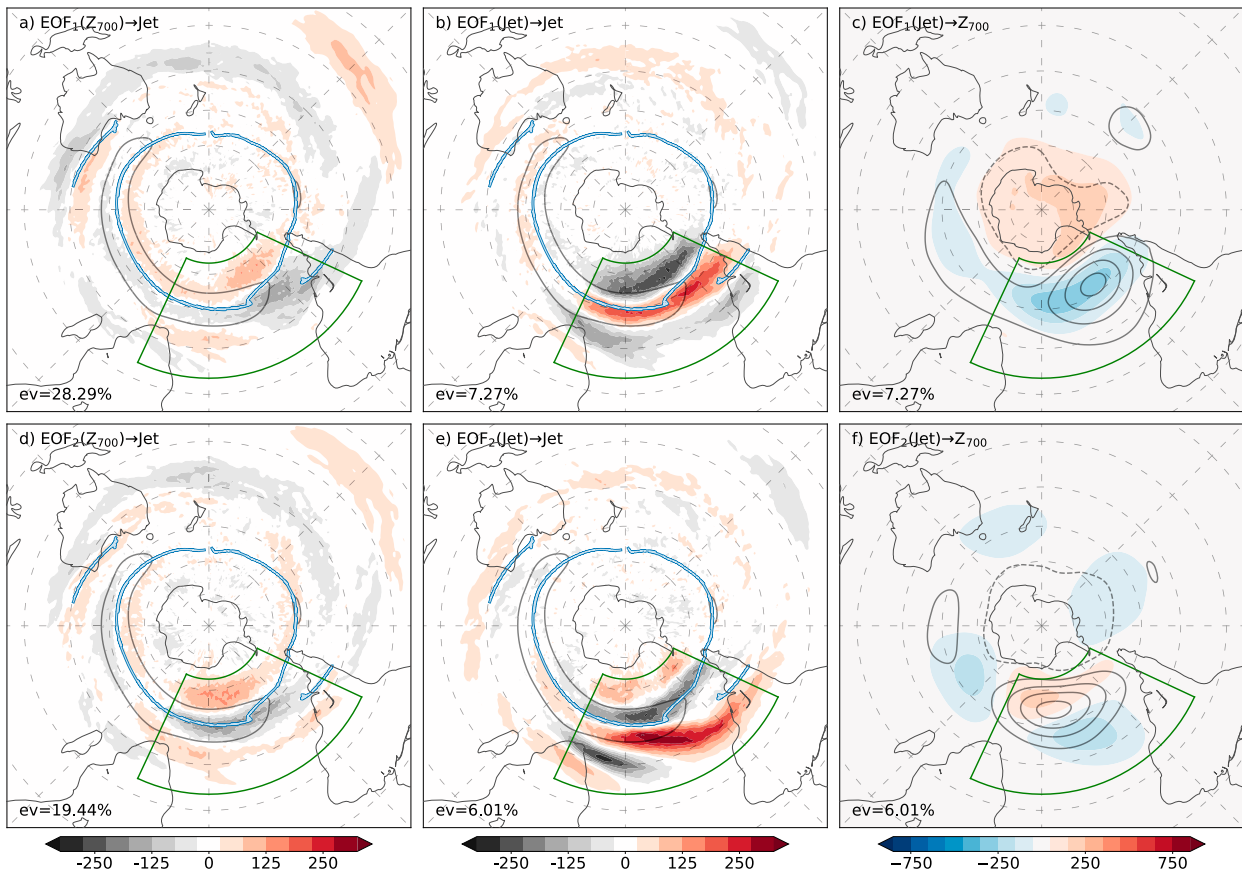 a) EOF₁(Z₇₀₀)→Jet
b) EOF₁(Jet)→Jet
c) EOF₁(Jet)→Z₇₀₀
ev=28.29%
ev=7.27%
ev=7.27%
d) EOF₂(Z₇₀₀)→Jet
e) EOF₂(Jet)→Jet
f) EOF₂(Jet)→Z₇₀₀
ev=19.44%
ev=6.01%
ev=6.01%
-250 -125 0 125 250
-250 -125 0 125 250
−750 −250 250 750